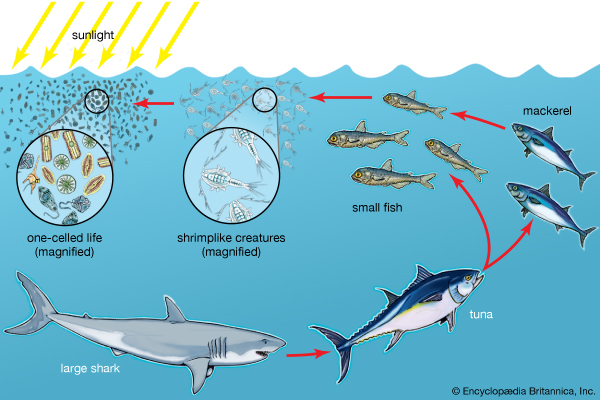 sunlight
mackerel
small fish
one-celled life
(magnified)
shrimplike creatures
(magnified)
tuna
large shark
© Encyclopædia Britannica, Inc.